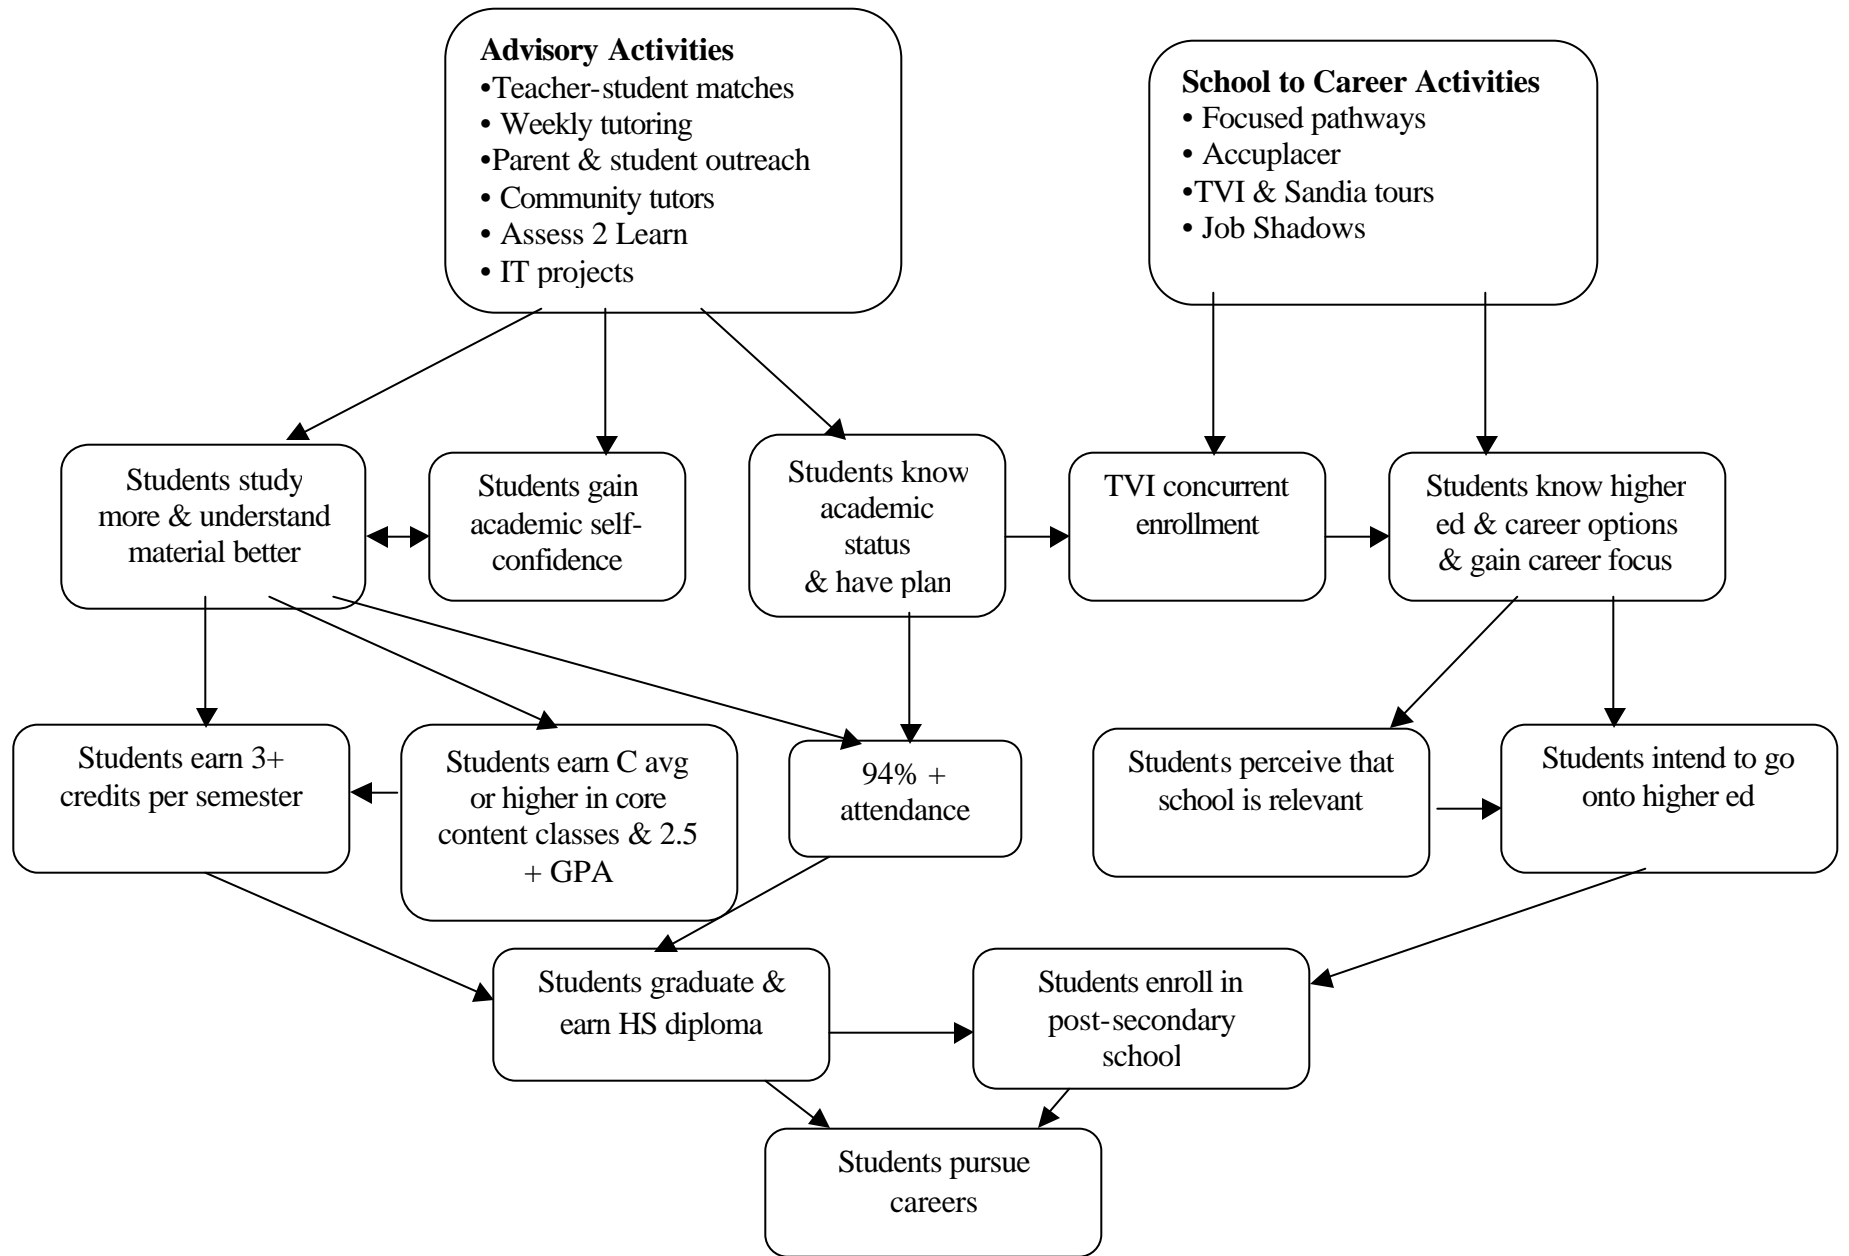 Advisory Activities
•Teacher-student matches
• Weekly tutoring
•Parent & student outreach
• Community tutors
• Assess 2 Learn
• IT projects
School to Career Activities
• Focused pathways
• Accuplacer
•TVI & Sandia tours
• Job Shadows
Students study
more & understand
material better
Students gain
academic self-
confidence
Students know
academic
status
& have plan
TVI concurrent
enrollment
Students know higher
ed & career options
& gain career focus
Students earn 3+
credits per semester
Students earn C avg
or higher in core
content classes & 2.5
+ GPA
94% +
attendance
Students perceive that
school is relevant
Students intend to go
onto higher ed
Students graduate &
earn HS diploma
Students enroll in
post-secondary
school
Students pursue
careers